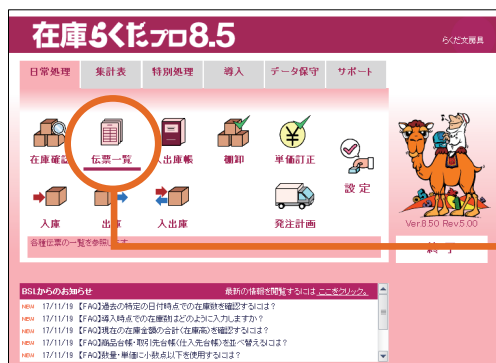 在庫らくだプロ8.5
らくだ文房具
日常処理 集計表 特別処理 導入 データ保守 サポート
在庫確認 伝票一覧 入出庫帳 棚卸 単価訂正
設定
入庫 出庫 入出庫 発注計画
Ver8.50 Rev5.00
各種伝票の一覧を参照します
終了
BSLからのお知らせ 最新の情報を閲覧するには ここをクリック。
NEW 17/11/19 【FAQ】過去の特定の日付時点での在庫数を確認するには？
NEW 17/11/19 【FAQ】導入時点での在庫数はどのように入力しますか？
NEW 17/11/19 【FAQ】現在の在庫金額の合計(在庫高)を確認するには？
NEW 17/11/19 【FAQ】商品台帳・取引先台帳(仕入先台帳)を並べ替えるには？
NEW 17/11/19 【FAQ】数量・単価に小数点以下を使用するには？